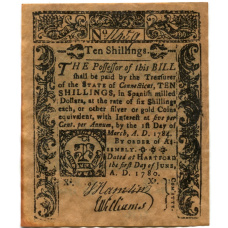 No
Ten Shillings.
THE Possessor of this BILL
shall be paid by the Treasurer
of the STATE of Connecticut, TEN
SHILLINGS, in Spanish milled
Dollars, at the rate of six Shillings
each, or other silver or gold Coins
equivalent, with Interest at five
per Cent. per Annum, by the 1st Day of
March, A. D. 1784.
BY ORDER OF AS-
SEMBLY.
Dated at HARTFORD
the first Day of JUNE,
A. D. 1780.
Williams